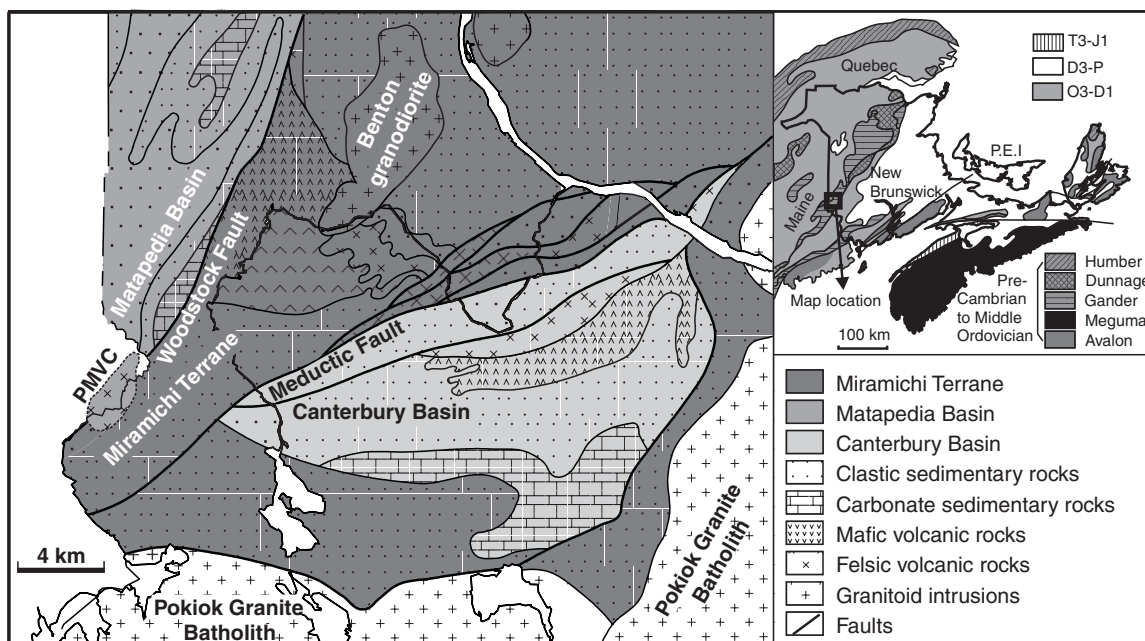 Benton
granodiorite
Matapedia Basin
Woodstock Fault
PMVC
Miramichi Terrane
Meductic Fault
Canterbury Basin
4 km
Pokiok Granite
Batholith
Pokiok Granite
Batholith
Quebec
T3-J1
D3-P
O3-D1
P.E.I
New
Brunswick
Maine
Map location
100 km
Pre-
Cambrian
to Middle
Ordovician
Humber
Dunnage
Gander
Meguma
Avalon
Miramichi Terrane
Matapedia Basin
Canterbury Basin
Clastic sedimentary rocks
Carbonate sedimentary rocks
Mafic volcanic rocks
Felsic volcanic rocks
Granitoid intrusions
Faults